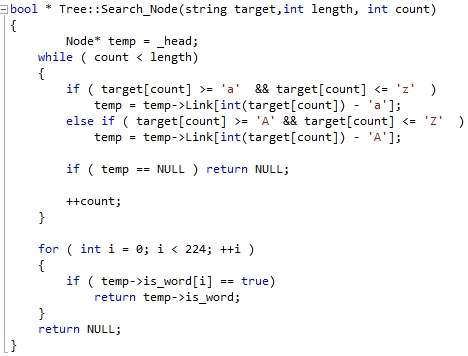 bool * Tree::Search_Node(string target,int length, int count)
{
Node* temp = _head;
while ( count < length)
{
if ( target[count] >= 'a' && target[count] <= 'z' )
temp = temp->Link[int(target[count]) - 'a'];
else if ( target[count] >= 'A' && target[count] <= 'Z' )
temp = temp->Link[int(target[count]) - 'A'];
if ( temp == NULL ) return NULL;
++count;
}
for ( int i = 0; i < 224; ++i )
{
if ( temp->is_word[i] == true)
return temp->is_word;
}
return NULL;
}